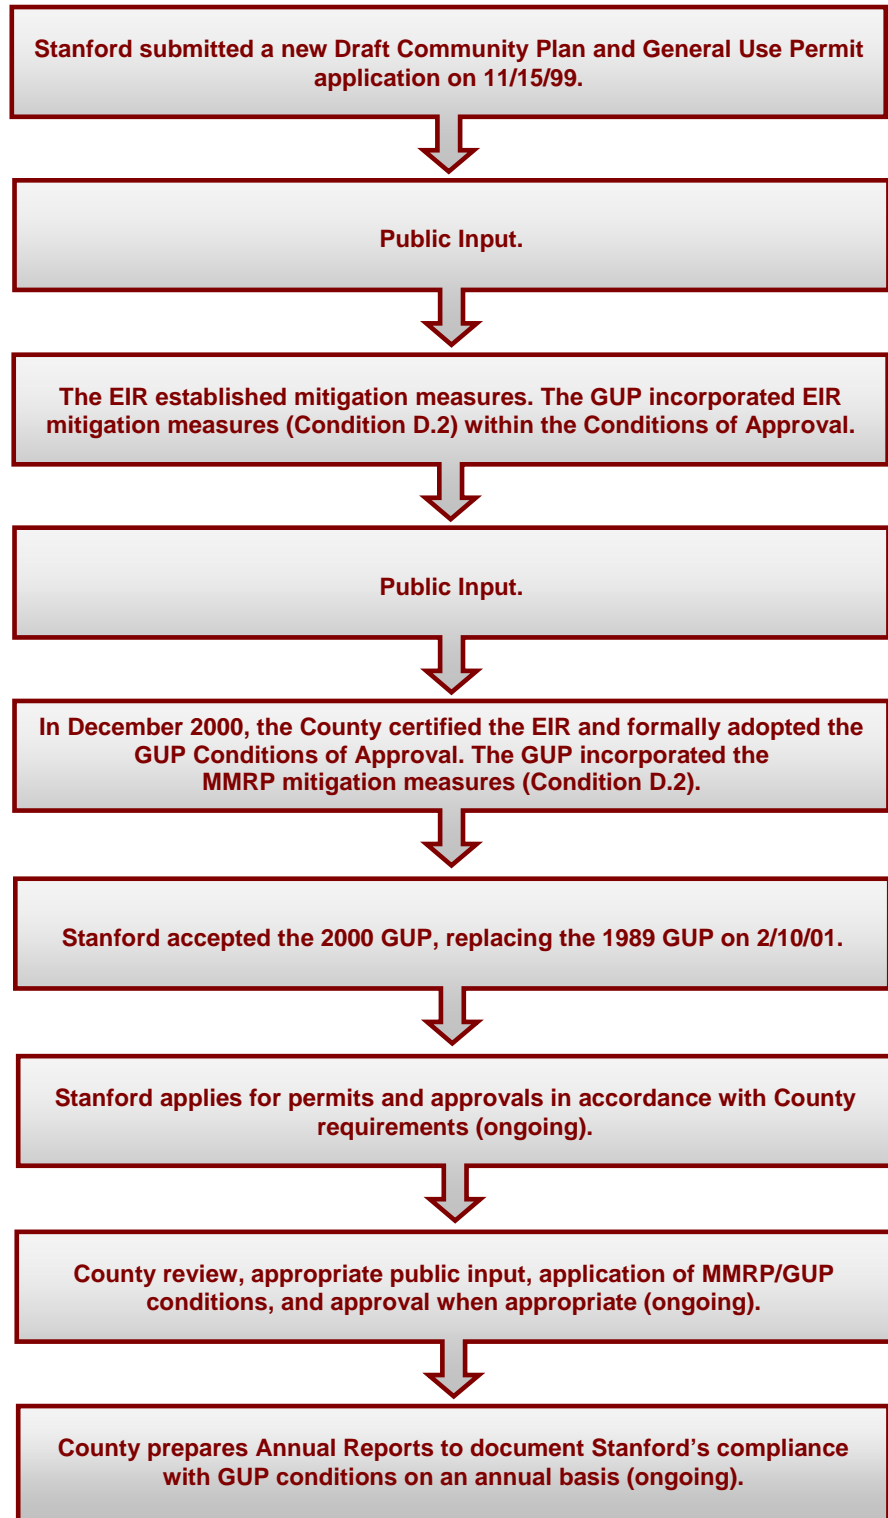 Stanford submitted a new Draft Community Plan and General Use Permit
application on 11/15/99.
Public Input.
The EIR established mitigation measures. The GUP incorporated EIR
mitigation measures (Condition D.2) within the Conditions of Approval.
Public Input.
In December 2000, the County certified the EIR and formally adopted the
GUP Conditions of Approval. The GUP incorporated the
MMRP mitigation measures (Condition D.2).
Stanford accepted the 2000 GUP, replacing the 1989 GUP on 2/10/01.
Stanford applies for permits and approvals in accordance with County
requirements (ongoing).
County review, appropriate public input, application of MMRP/GUP
conditions, and approval when appropriate (ongoing).
County prepares Annual Reports to document Stanford’s compliance
with GUP conditions on an annual basis (ongoing).